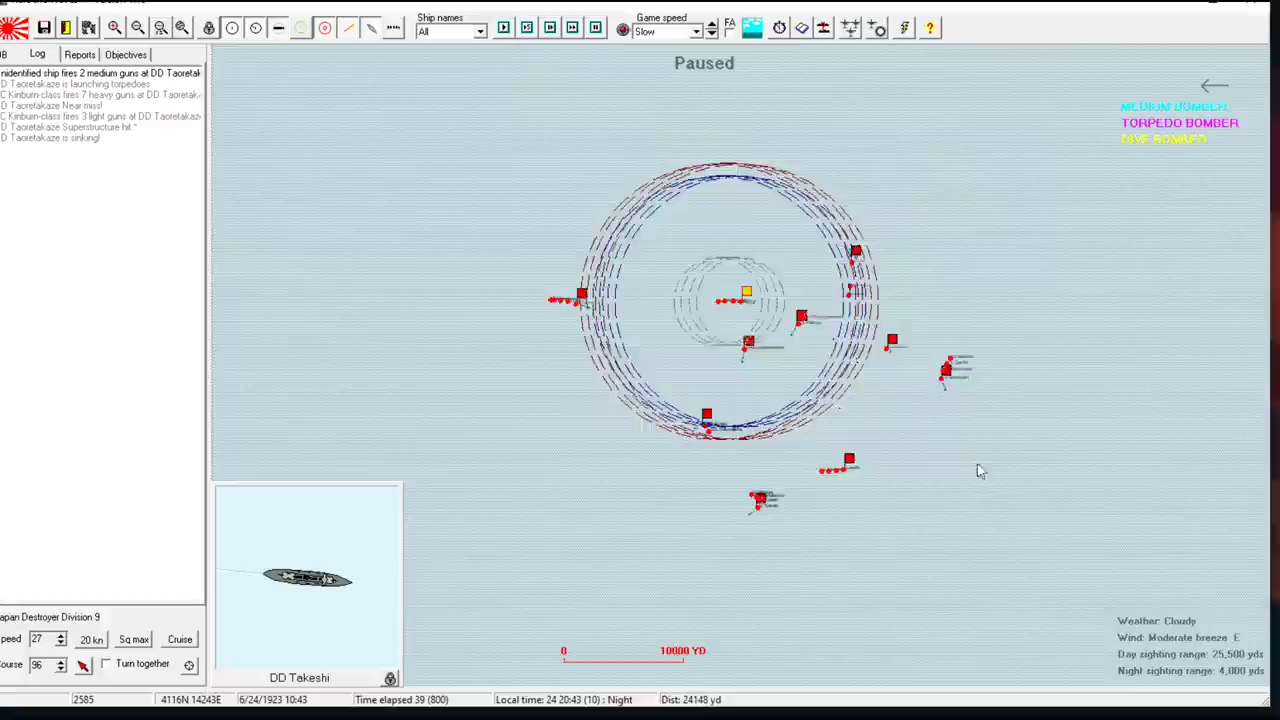 Ship names
All
Game speed
Slow
FA
Log
Reports
Objectives
Paused
nidentified ship fires 2 medium guns at DD Taoretak
D Taoretakaze is launching torpedoes
C Kinburn-class fires 7 heavy guns at DD Taoretak
D Taoretakaze Near miss!
C Kinburn-class fires 3 light guns at DD Taoretakaze
D Taoretakaze Superstructure hit *
D Taoretakaze is sinking!
MEDIUM BOMBER
TORPEDO BOMBER
DIVE BOMBER
apan Destroyer Division 9
peed 27 20 kn Sq max Cruise
ourse 96 Turn together
DD Takeshi
0 10000 YD
Weather: Cloudy
Wind: Moderate breeze E
Day sighting range: 25,500 yds
Night sighting range: 4,000 yds
2585 4116N 14243E 6/24/1923 10:43 Time elapsed 39 (800) Local time: 24 20:43 (10) : Night Dist: 24148 yd